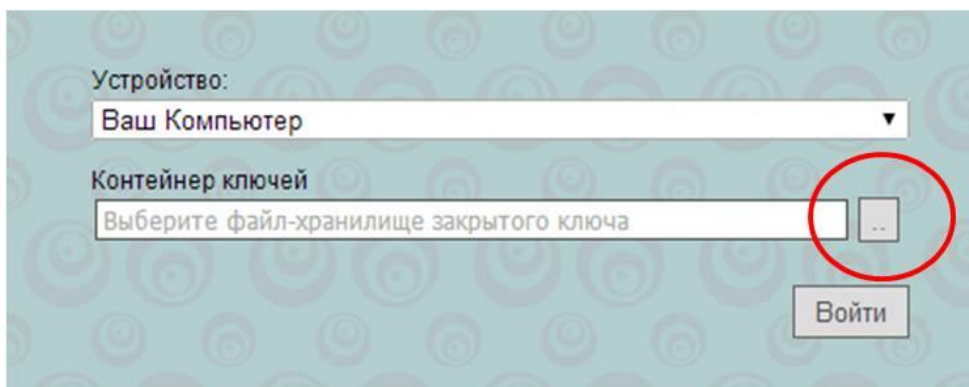 Устройство:
Ваш Компьютер
Контейнер ключей
Выберите файл-хранилище закрытого ключа
..
Войти